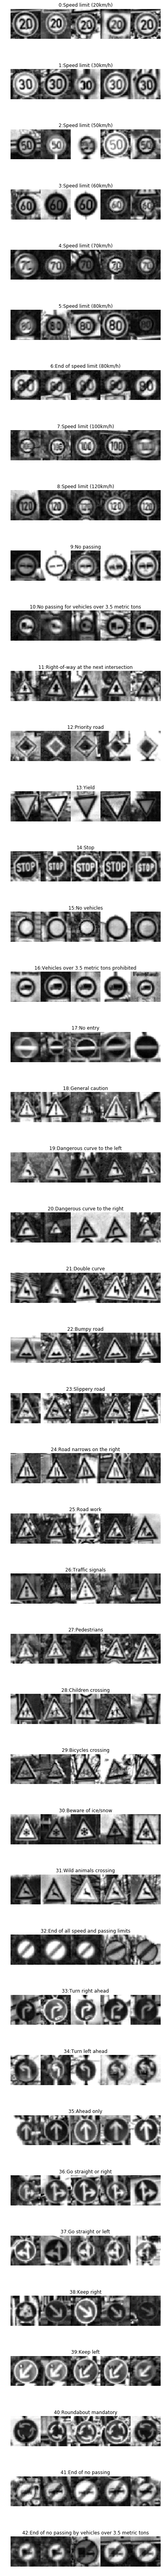 0:Speed limit (20km/h)
20 20 20 20 20
1:Speed limit (30km/h)
30 30 30 30 30
2:Speed limit (50km/h)
50 50 50 50 50
3:Speed limit (60km/h)
60 60 60 60 60
4:Speed limit (70km/h)
70 70 70 70 70
5:Speed limit (80km/h)
80 80 80 80
6:End of speed limit (80km/h)
80 80 80 80 80
7:Speed limit (100km/h)
100 100 100
8:Speed limit (120km/h)
120 120 120 120 120
9:No passing
10:No passing for vehicles over 3.5 metric tons
11:Right-of-way at the next intersection
12:Priority road
13:Yield
14:Stop
STOP STOP STOP STOP STOP
15:No vehicles
16:Vehicles over 3.5 metric tons prohibited
17:No entry
18:General caution
19:Dangerous curve to the left
20:Dangerous curve to the right
21:Double curve
22:Bumpy road
23:Slippery road
24:Road narrows on the right
25:Road work
26:Traffic signals
27:Pedestrians
28:Children crossing
29:Bicycles crossing
30:Beware of ice/snow
31:Wild animals crossing
32:End of all speed and passing limits
33:Turn right ahead
34:Turn left ahead
35:Ahead only
36:Go straight or right
37:Go straight or left
38:Keep right
39:Keep left
40:Roundabout mandatory
41:End of no passing
42:End of no passing by vehicles over 3.5 metric tons